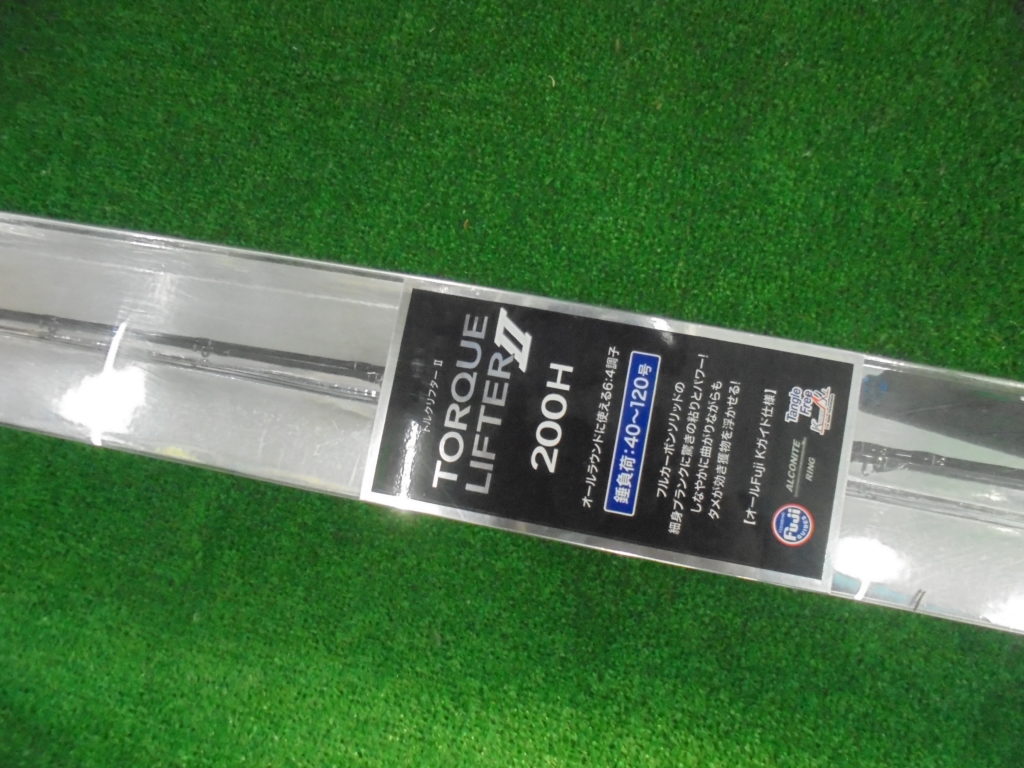 トルクリフターⅡ
TORQUE
LIFTERⅡ
200H
オールラウンドに使える6:4調子
錘負荷:40〜120号
フルカーボンソリッドの
細身ブランクに驚きの粘りとパワー!
しなやかに曲がりながらも
タメが効き獲物を浮かせる!
【オールFuji Kガイド仕様】
Fuji
ALCONITE
RING
Tangle
Free
K